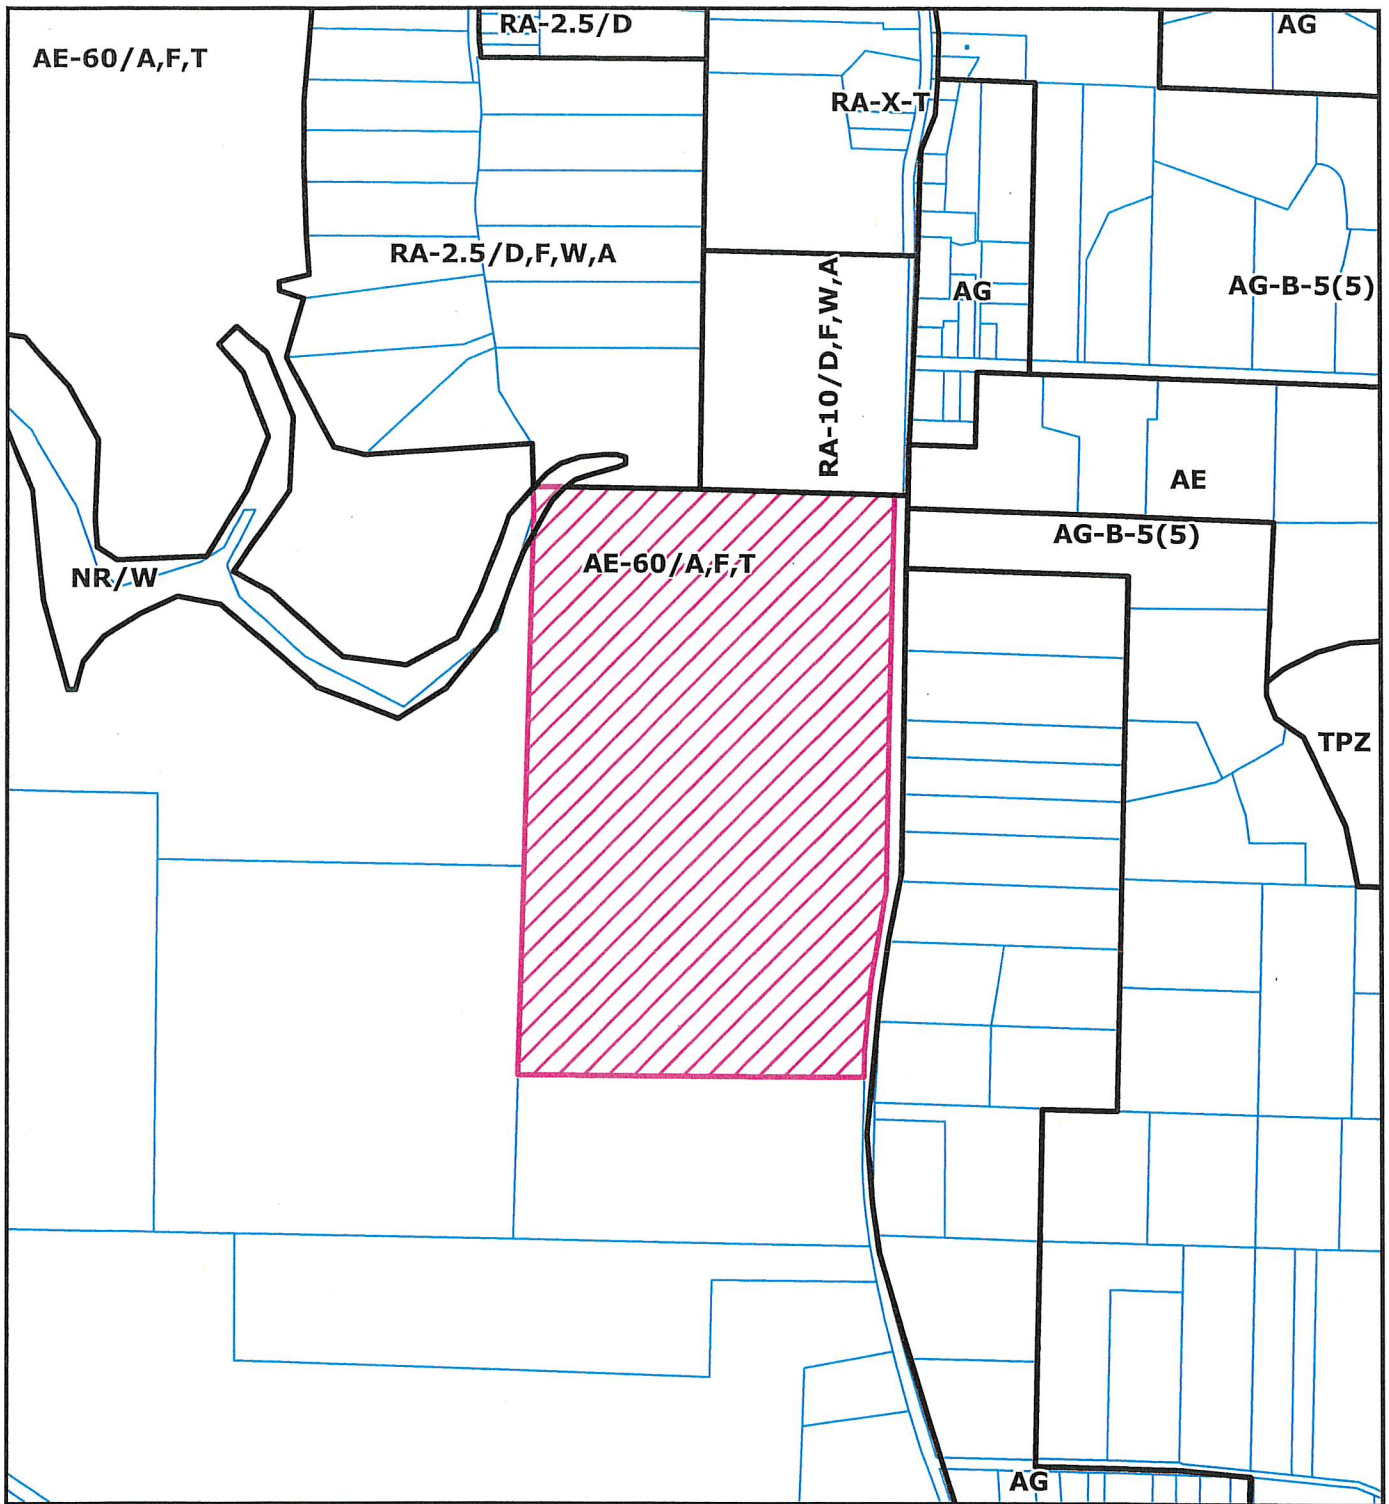 RA-2.5/D
AG
AE-60/A,F,T
RA-X-T
RA-2.5/D,F,W,A
RA-10/D,F,W,A
AG
AG-B-5(5)
AE
AG-B-5(5)
AE-60/A,F,T
NR/W
TPZ
AG